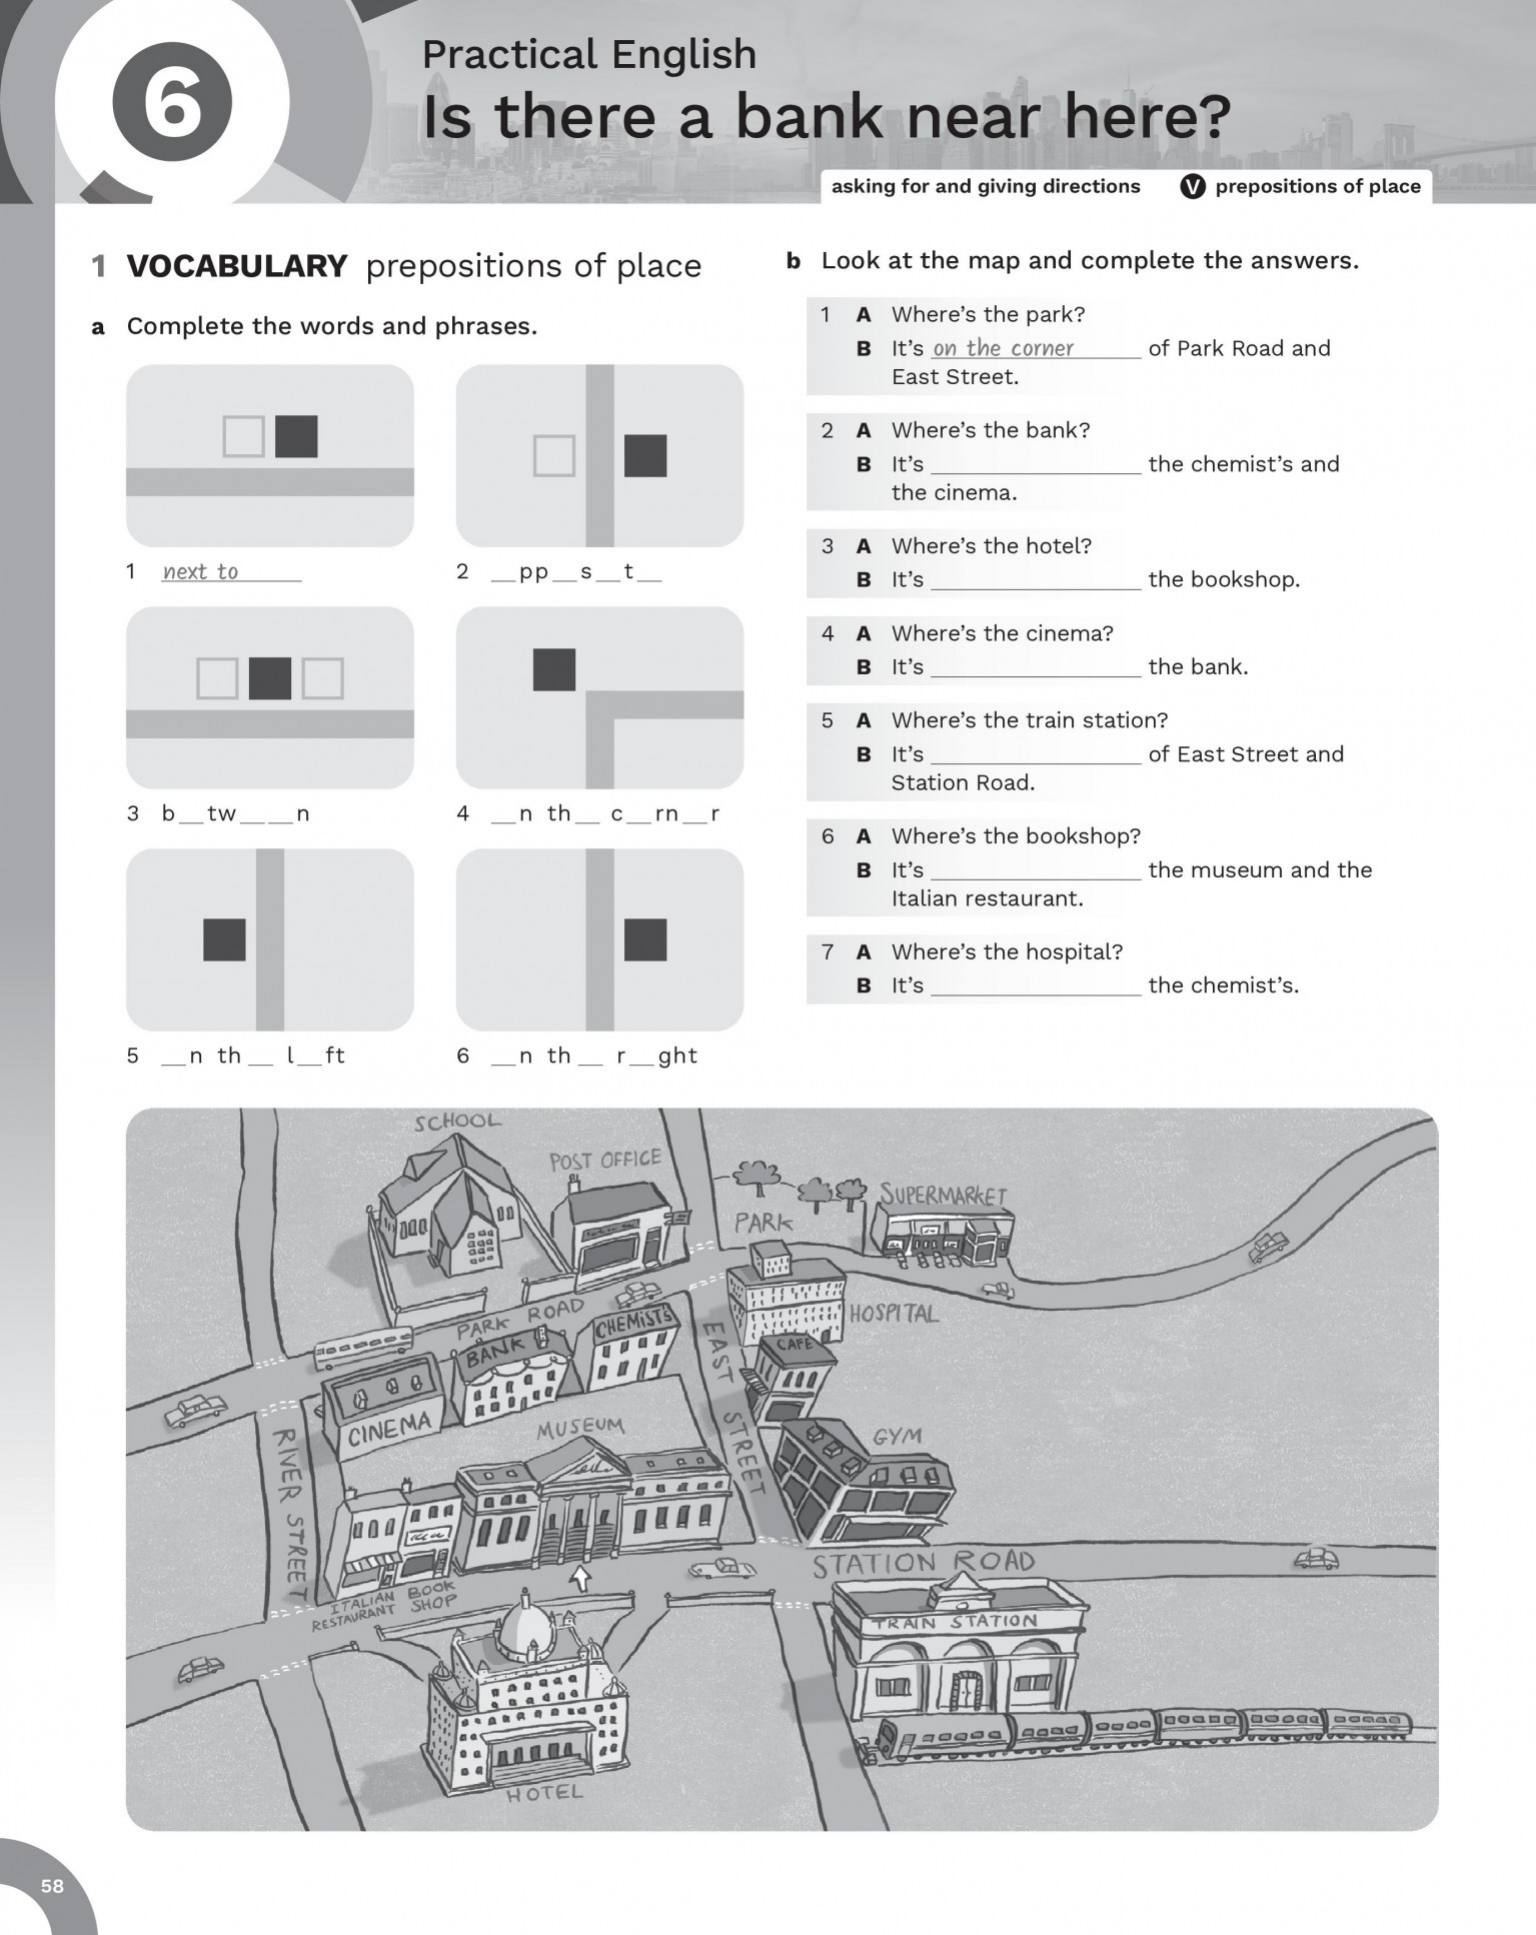 6
Practical English
Is there a bank near here?
asking for and giving directions V prepositions of place
1 VOCABULARY prepositions of place
a Complete the words and phrases.
1 next to
2 __pp__s__t__
3 b__tw____n
4 __n th__ c__rn__r
5 __n th__ l__ft
6 __n th__ r__ght
b Look at the map and complete the answers.
1 A Where's the park?
B It's on the corner of Park Road and
East Street.
2 A Where's the bank?
B It's ________________ the chemist's and
the cinema.
3 A Where's the hotel?
B It's ________________ the bookshop.
4 A Where's the cinema?
B It's ________________ the bank.
5 A Where's the train station?
B It's ________________ of East Street and
Station Road.
6 A Where's the bookshop?
B It's ________________ the museum and the
Italian restaurant.
7 A Where's the hospital?
B It's ________________ the chemist's.
SCHOOL
POST OFFICE
PARK
SUPERMARKET
PARK ROAD
HOSPITAL
CHEMIST'S
BANK
EAST STREET
CAFE
CINEMA
MUSEUM
GYM
RIVER STREET
STATION ROAD
ITALIAN
RESTAURANT
BOOK
SHOP
TRAIN STATION
HOTEL
58